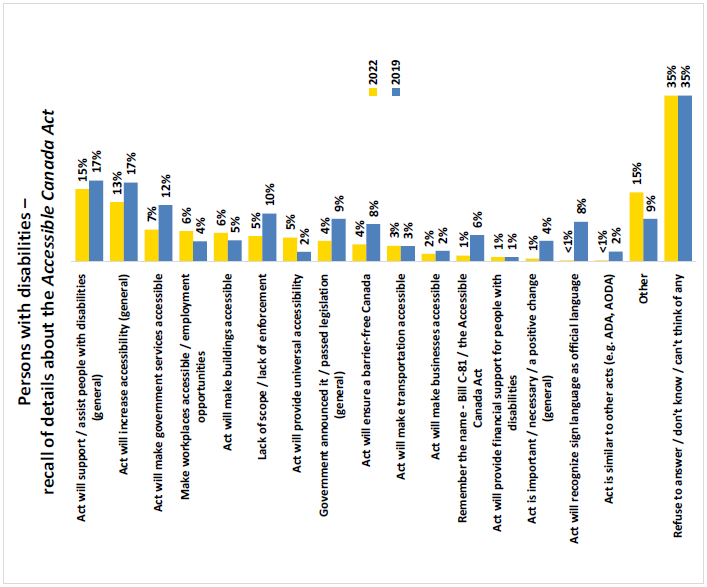 Persons with disabilities –
recall of details about the Accessible Canada Act
Act will support / assist people with disabilities
(general)
15%
17%
Act will increase accessibility (general)
13%
17%
Act will make government services accessible
7%
12%
Make workplaces accessible / employment
opportunities
6%
4%
Act will make buildings accessible
6%
5%
Lack of scope / lack of enforcement
5%
10%
Act will provide universal accessibility
5%
2%
Government announced it / passed legislation
(general)
4%
9%
Act will ensure a barrier-free Canada
4%
8%
Act will make transportation accessible
3%
3%
Act will make businesses accessible
2%
2%
Remember the name - Bill C-81 / the Accessible
Canada Act
1%
6%
Act will provide financial support for people with
disabilities
1%
1%
Act is important / necessary / a positive change
(general)
1%
4%
Act will recognize sign language as official language
<1%
8%
Act is similar to other acts (e.g. ADA, AODA)
<1%
2%
Other
15%
9%
Refuse to answer / don't know / can't think of any
35%
35%
2022
2019